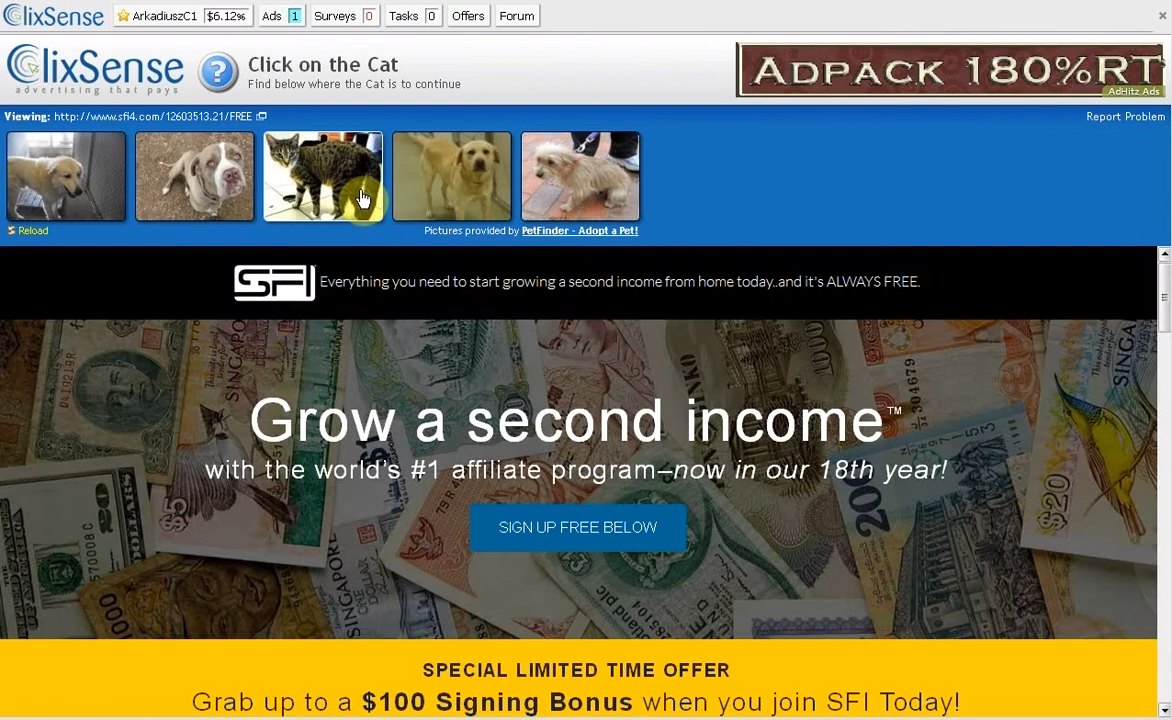 ClixSense ArkadiuszC1 $6.12% Ads 1 Surveys 0 Tasks 0 Offers Forum
ClixSense
advertising that pays
Click on the Cat
Find below where the Cat is to continue
ADPACK 180%RT
AdHitz Ads
Viewing: http://www.sfi4.com/12603513.21/FREE
Report Problem
Reload
Pictures provided by PetFinder - Adopt a Pet!
SFI Everything you need to start growing a second income from home today..and it's ALWAYS FREE.
Grow a second income™
with the world's #1 affiliate program–now in our 18th year!
SIGN UP FREE BELOW
SPECIAL LIMITED TIME OFFER
Grab up to a $100 Signing Bonus when you join SFI Today!